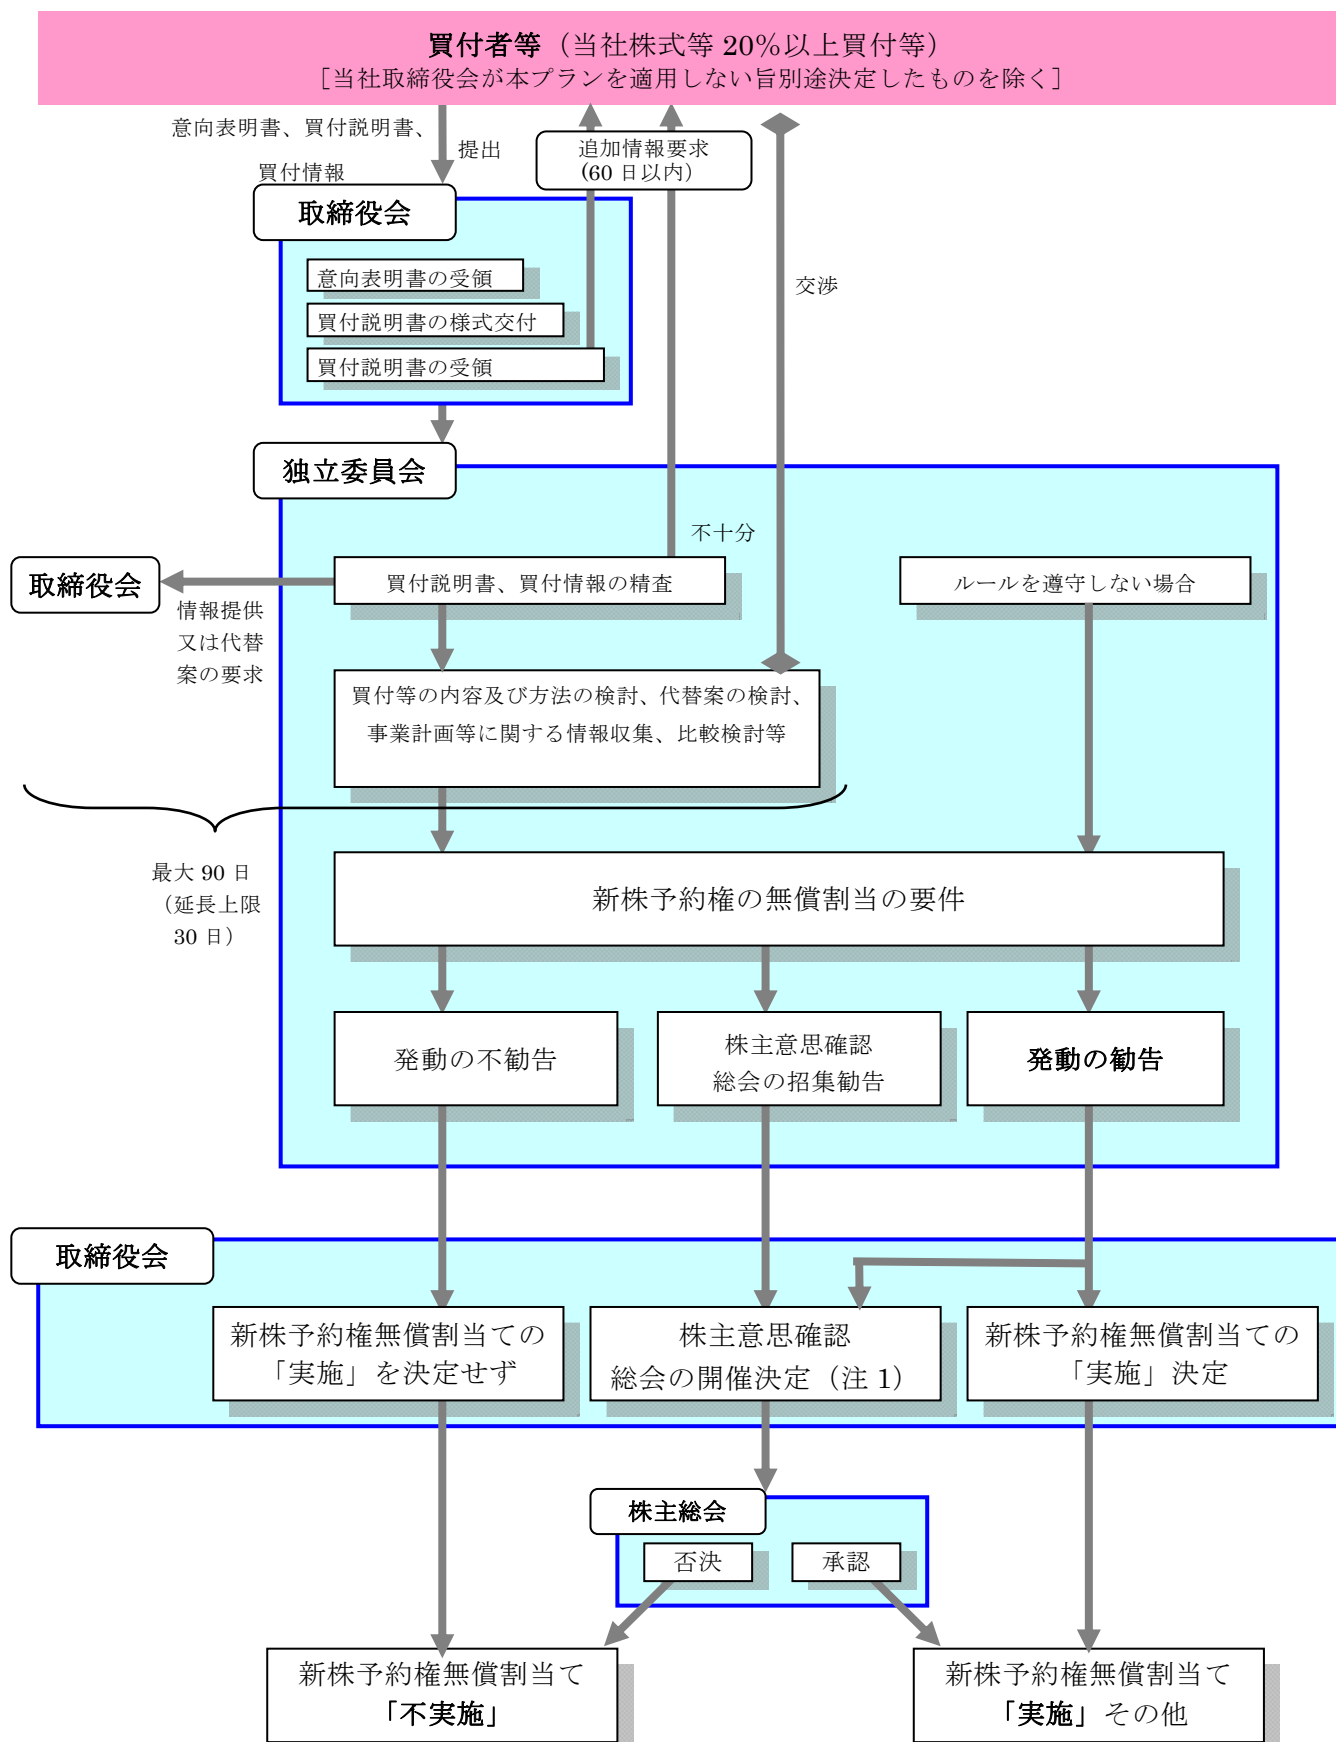 買付者等（当社株式等 20％以上買付等）
［当社取締役会が本プランを適用しない旨別途決定したものを除く］
意向表明書、買付説明書、
買付情報
提出
追加情報要求
(60 日以内）
取締役会
意向表明書の受領
買付説明書の様式交付
買付説明書の受領
交渉
独立委員会
不十分
取締役会
買付説明書、買付情報の精査
ルールを遵守しない場合
情報提供
又は代替
案の要求
買付等の内容及び方法の検討、代替案の検討、
事業計画等に関する情報収集、比較検討等
最大 90 日
（延長上限
30 日）
新株予約権の無償割当の要件
発動の不勧告
株主意思確認
総会の招集勧告
発動の勧告
取締役会
新株予約権無償割当ての
「実施」を決定せず
株主意思確認
総会の開催決定（注 1）
新株予約権無償割当ての
「実施」決定
株主総会
否決
承認
新株予約権無償割当て
「不実施」
新株予約権無償割当て
「実施」その他